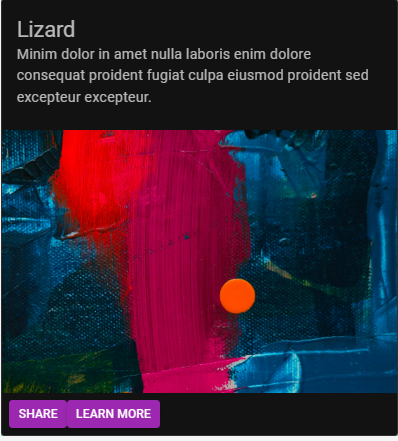 Lizard
Minim dolor in amet nulla laboris enim dolore
consequat proident fugiat culpa eiusmod proident sed
excepteur excepteur.
SHARE LEARN MORE